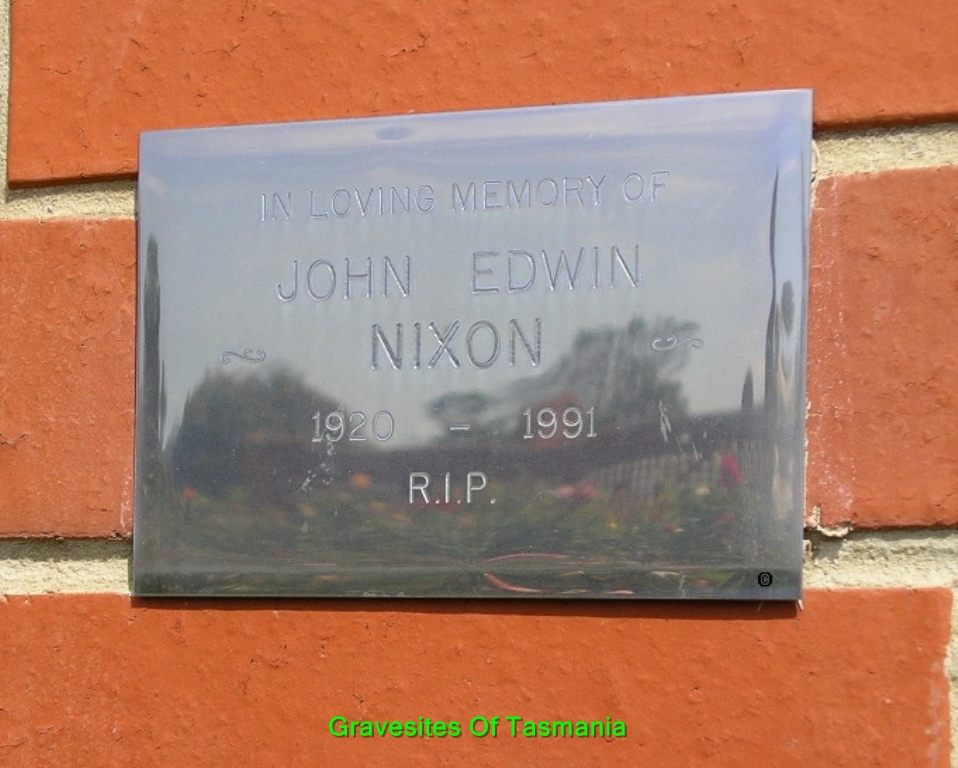 IN LOVING MEMORY OF
JOHN EDWIN
NIXON
1920 - 1991
R.I.P.
©
Gravesites Of Tasmania